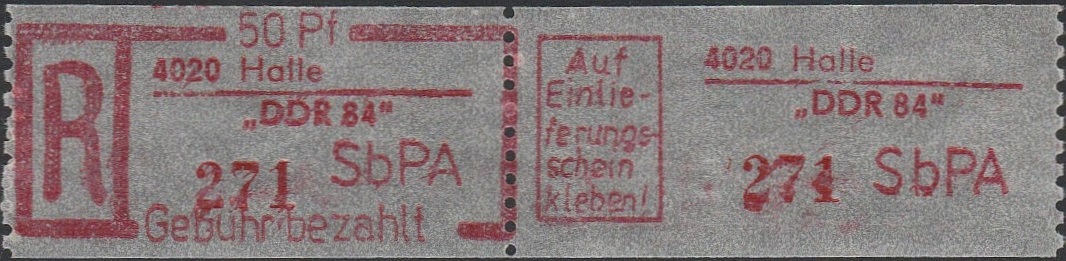 50 Pf
R
4020 Halle
„DDR 84“
271 SbPA
Gebühr bezahlt
Auf
Einlie-
ferungs-
schein
kleben!
4020 Halle
„DDR 84“
271 SbPA